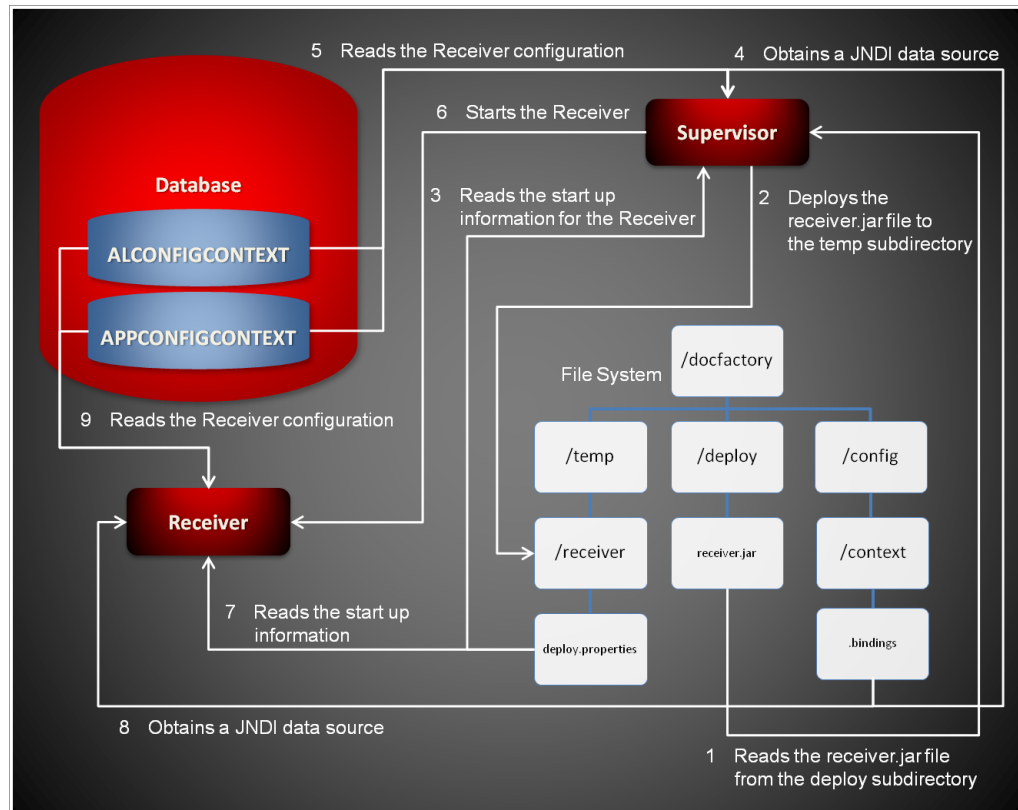 5 Reads the Receiver configuration
4 Obtains a JNDI data source
6 Starts the Receiver
Supervisor
Database
3 Reads the start up
information for the Receiver
2 Deploys the
receiver.jar file to
the temp subdirectory
ALCONFIGCONTEXT
APPCONFIGCONTEXT
/docfactory
File System
9 Reads the Receiver configuration
/temp
/deploy
/config
Receiver
/receiver
receiver.jar
/context
7 Reads the start up
information
deploy.properties
.bindings
8 Obtains a JNDI data source
1 Reads the receiver.jar file
from the deploy subdirectory